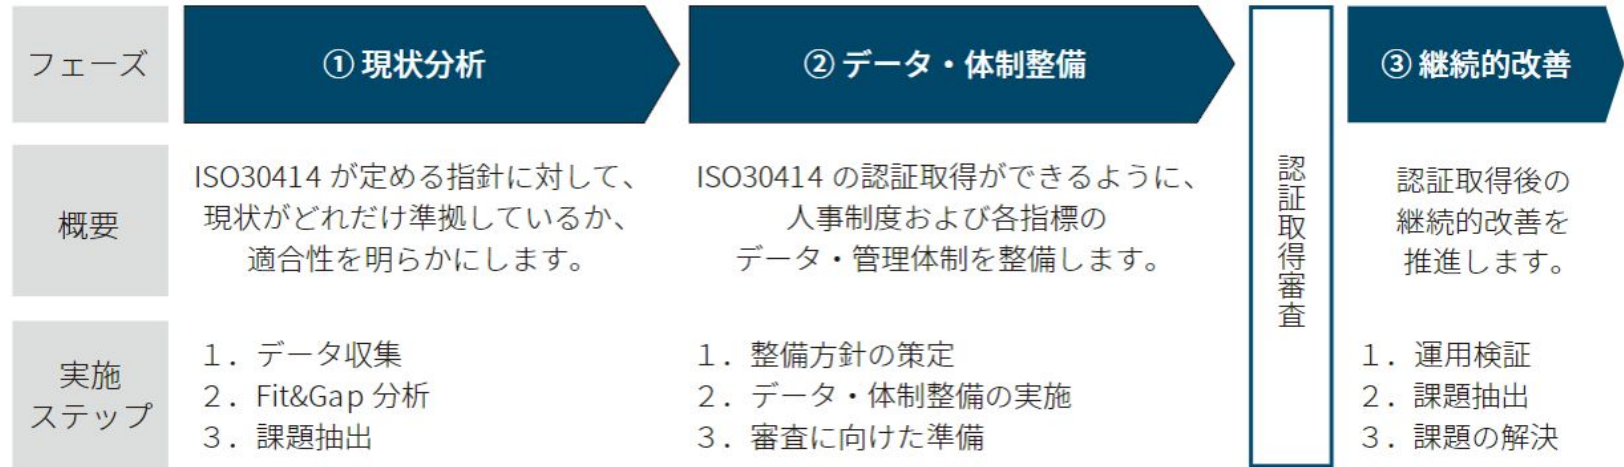 フェーズ
① 現状分析
② データ・体制整備
③ 継続的改善
概要
ISO30414 が定める指針に対して、
現状がどれだけ準拠しているか、
適合性を明らかにします。
ISO30414 の認証取得ができるように、
人事制度および各指標の
データ・管理体制を整備します。
認証取得審査
認証取得後の
継続的改善を
推進します。
実施
ステップ
１．データ収集
２．Fit&Gap 分析
３．課題抽出
１．整備方針の策定
２．データ・体制整備の実施
３．審査に向けた準備
１．運用検証
２．課題抽出
３．課題の解決